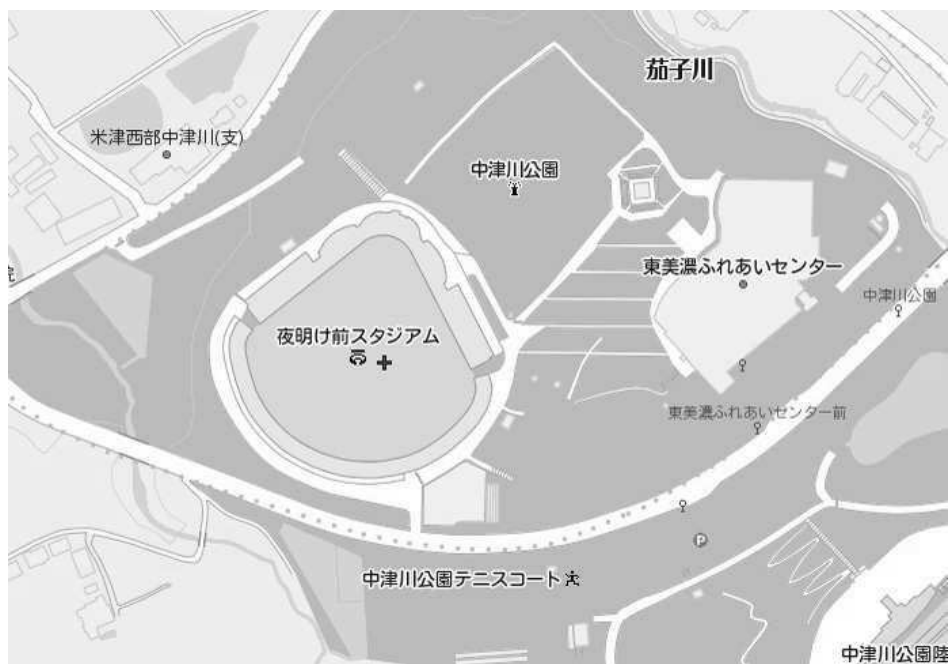 茄子川
米津西部中津川(支)
中津川公園
東美濃ふれあいセンター
院
中津川公園
夜明け前スタジアム
東美濃ふれあいセンター前
P
中津川公園テニスコート
中津川公園陸